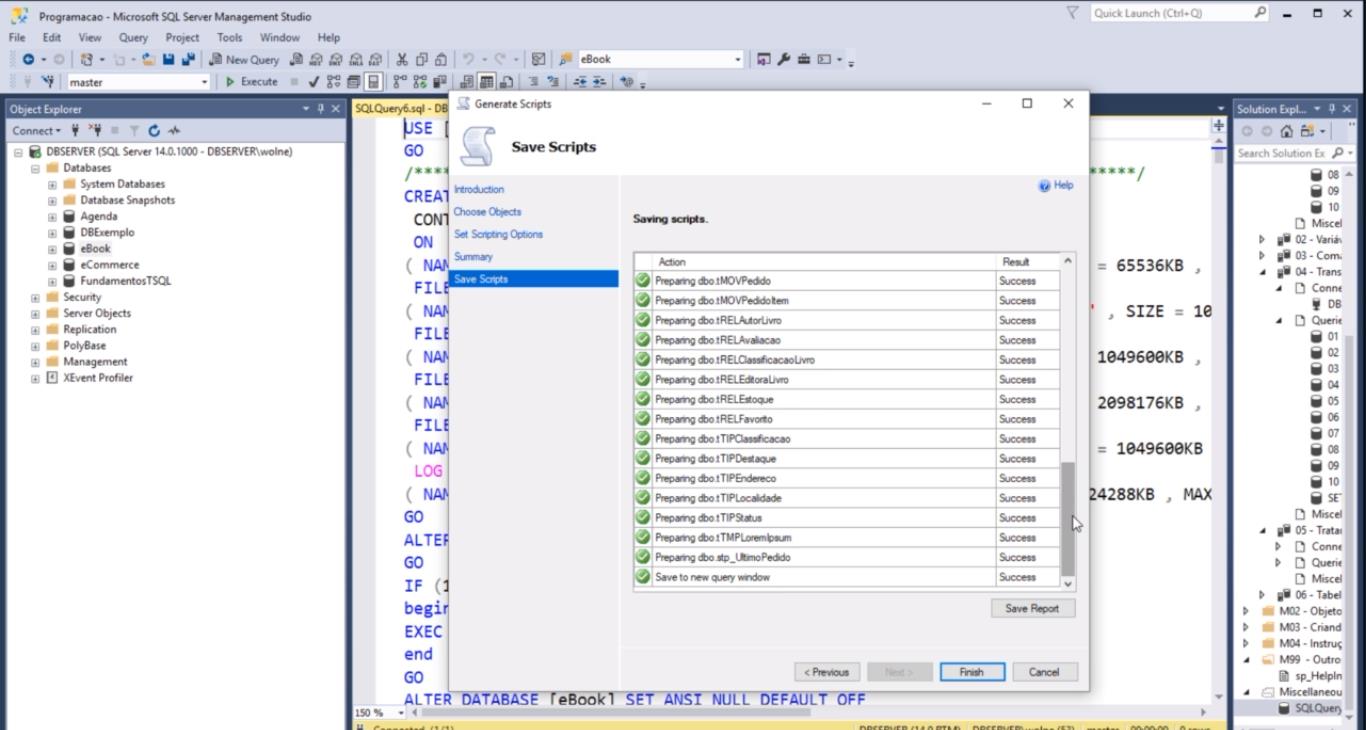 Programacao - Microsoft SQL Server Management Studio
Quick Launch (Ctrl+Q)
File Edit View Query Project Tools Window Help
New Query
eBook
master
Execute
Object Explorer
Connect
DBSERVER (SQL Server 14.0.1000 - DBSERVER\wolne)
Databases
System Databases
Database Snapshots
Agenda
DBExemplo
eBook
eCommerce
FundamentosTSQL
Security
Server Objects
Replication
PolyBase
Management
XEvent Profiler
SQLQuery6.sql - DB
USE [
GO
/****
*****/
CREAT
CONT
ON
( NAM
= 65536KB ,
FILE
( NAM
' , SIZE = 10
FILE
( NAM
1049600KB ,
FILE
( NAM
2098176KB ,
FILE
( NAM
= 1049600KB
LOG
( NAM
24288KB , MAX
GO
ALTER
GO
IF (1
begin
EXEC
end
GO
ALTER DATABASE [eBook] SET ANSI_NULL_DEFAULT OFF
150 %
Connected. (1/1)
DBSERVER (14.0 RTM) DBSERVER\wolne (57) master 00:00:00 0 rows
Generate Scripts
Save Scripts
Introduction
Choose Objects
Set Scripting Options
Summary
Save Scripts
Help
Saving scripts.
Action Result
Preparing dbo.tMOVPedido Success
Preparing dbo.tMOVPedidoItem Success
Preparing dbo.tRELAutorLivro Success
Preparing dbo.tRELAvaliacao Success
Preparing dbo.tRELClassificacaoLivro Success
Preparing dbo.tRELEditoraLivro Success
Preparing dbo.tRELEstoque Success
Preparing dbo.tRELFavorito Success
Preparing dbo.tTIPClassificacao Success
Preparing dbo.tTIPDestaque Success
Preparing dbo.tTIPEndereco Success
Preparing dbo.tTIPLocalidade Success
Preparing dbo.tTIPStatus Success
Preparing dbo.tTMPLoremIpsum Success
Preparing dbo.stp_UltimoPedido Success
Save to new query window Success
Save Report
< Previous Next > Finish Cancel
Solution Expl...
Search Solution Ex
08
09
10
Miscel
02 - Variáv
03 - Coma
04 - Trans
Conne
DB
Querie
01
02
03
04
05
06
07
08
09
10
SE
Miscel
05 - Tratar
Conne
Querie
Miscel
06 - Tabel
M02 - Objeto
M03 - Criand
M04 - Instruç
M99 - Outro
sp_HelpIn
Miscellaneou
SQLQuery